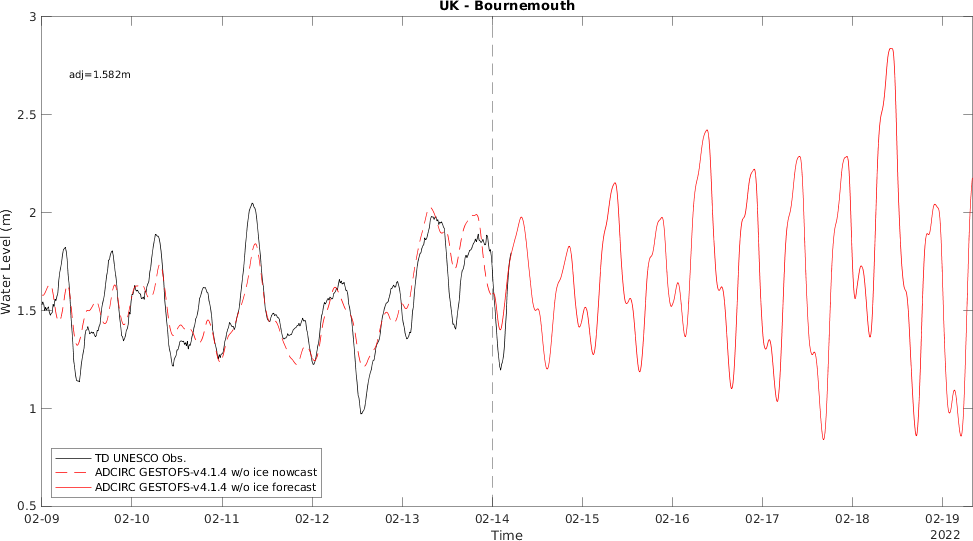 UK - Bournemouth
3
adj=1.582m
2.5
2
Water Level (m)
1.5
1
TD UNESCO Obs.
ADCIRC GESTOFS-v4.1.4 w/o ice nowcast
ADCIRC GESTOFS-v4.1.4 w/o ice forecast
0.5
02-09 02-10 02-11 02-12 02-13 02-14 02-15 02-16 02-17 02-18 02-19
Time
2022